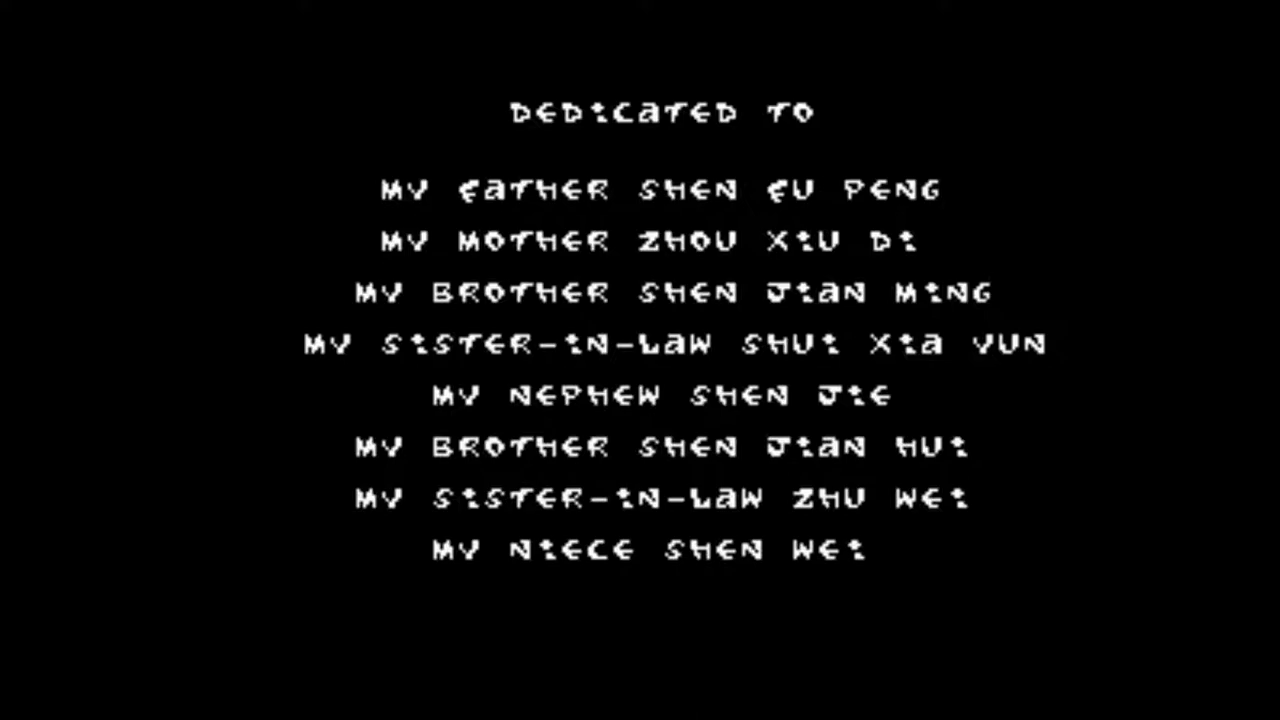 DEDiCaTED TO
MY FaTHER SHEN FU PENG
MY MOTHER ZHOU XiU Di
MY BROTHER SHEN JiaN MiNG
MY SiSTER-iN-LaW SHUi Xia YUN
MY NEPHEW SHEN JiE
MY BROTHER SHEN JiaN HUi
MY SiSTER-iN-LaW ZHU WEi
MY NiECE SHEN WEi